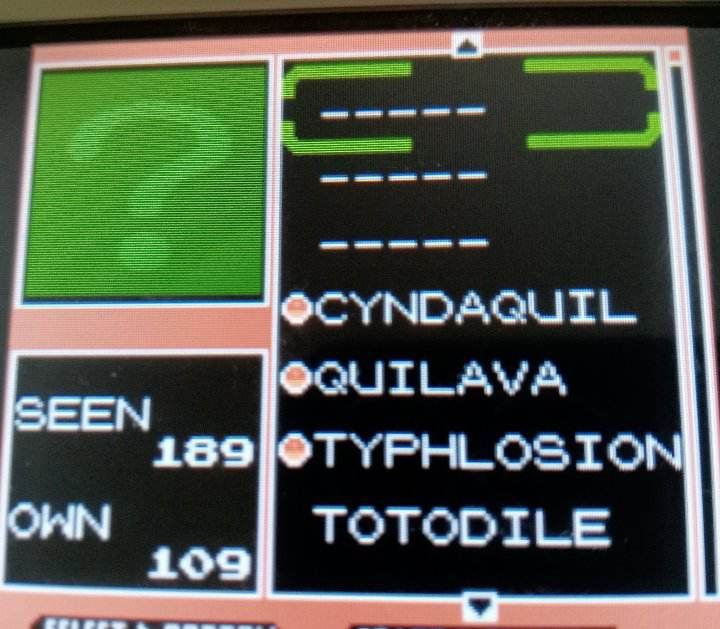 -----
-----
-----
CYNDAQUIL
QUILAVA
TYPHLOSION
TOTODILE
?
SEEN
189
OWN
109